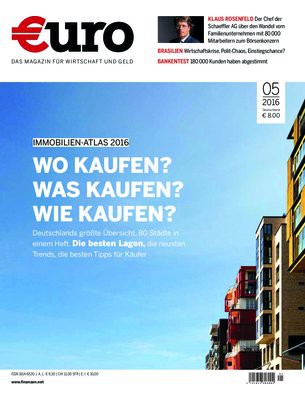 €uro
DAS MAGAZIN FÜR WIRTSCHAFT UND GELD
KLAUS ROSENFELD Der Chef der
Schaeffler AG über den Wandel vom
Familienunternehmen mit 80 000
Mitarbeitern zum Börsenkonzern
BRASILIEN Wirtschaftskrise, Polit-Chaos, Einstiegschance?
BANKENTEST 180 000 Kunden haben abgestimmt
05
2016
Deutschland
€ 8,00
IMMOBILIEN-ATLAS 2016
WO KAUFEN?
WAS KAUFEN?
WIE KAUFEN?
Deutschlands größte Übersicht, 80 Städte in
einem Heft. Die besten Lagen, die neusten
Trends, die besten Tipps für Käufer
www.finanzen.net